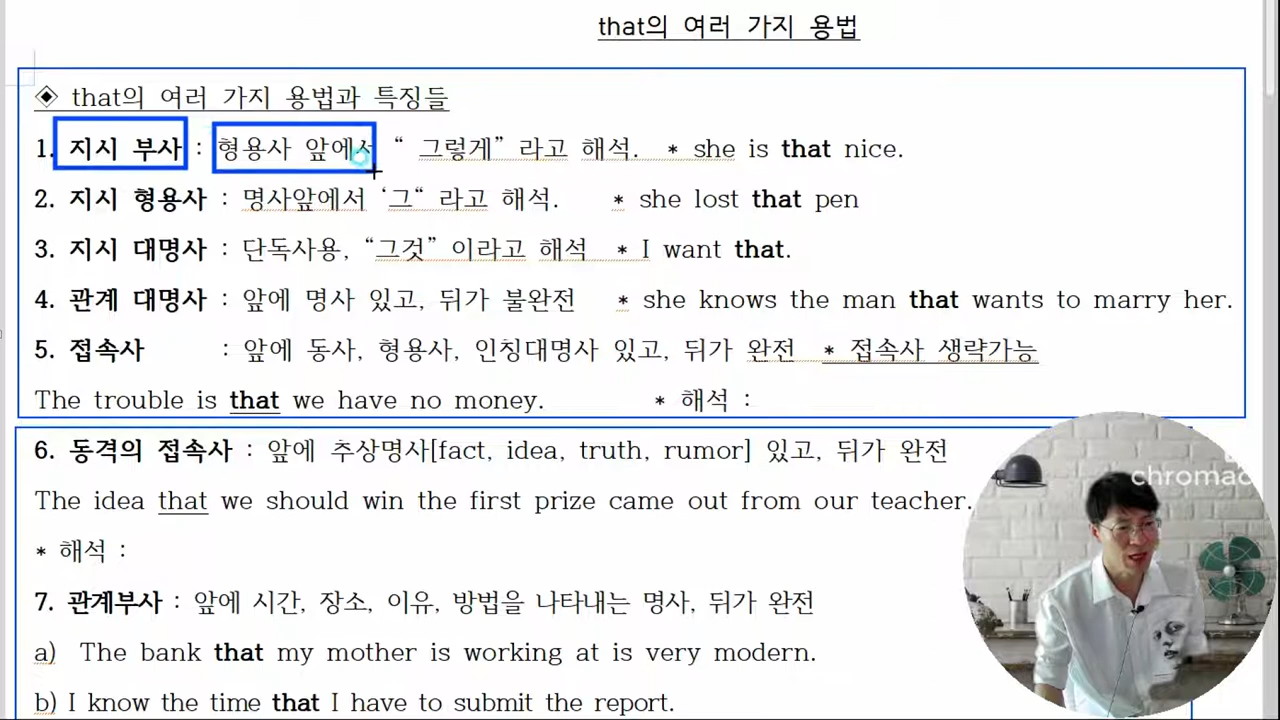 that의 여러 가지 용법
◈ that의 여러 가지 용법과 특징들
1. 지시 부사 : 형용사 앞에서 “ 그렇게” 라고 해석. * she is that nice.
2. 지시 형용사 : 명사앞에서 ‘그“ 라고 해석. * she lost that pen
3. 지시 대명사 : 단독사용, “그것” 이라고 해석 * I want that.
4. 관계 대명사 : 앞에 명사 있고, 뒤가 불완전 * she knows the man that wants to marry her.
5. 접속사 : 앞에 동사, 형용사, 인칭대명사 있고, 뒤가 완전 * 접속사 생략가능
The trouble is that we have no money. * 해석 :
6. 동격의 접속사 : 앞에 추상명사[fact, idea, truth, rumor] 있고, 뒤가 완전
The idea that we should win the first prize came out from our teacher.
chromac
* 해석 :
7. 관계부사 : 앞에 시간, 장소, 이유, 방법을 나타내는 명사, 뒤가 완전
a) The bank that my mother is working at is very modern.
b) I know the time that I have to submit the report.